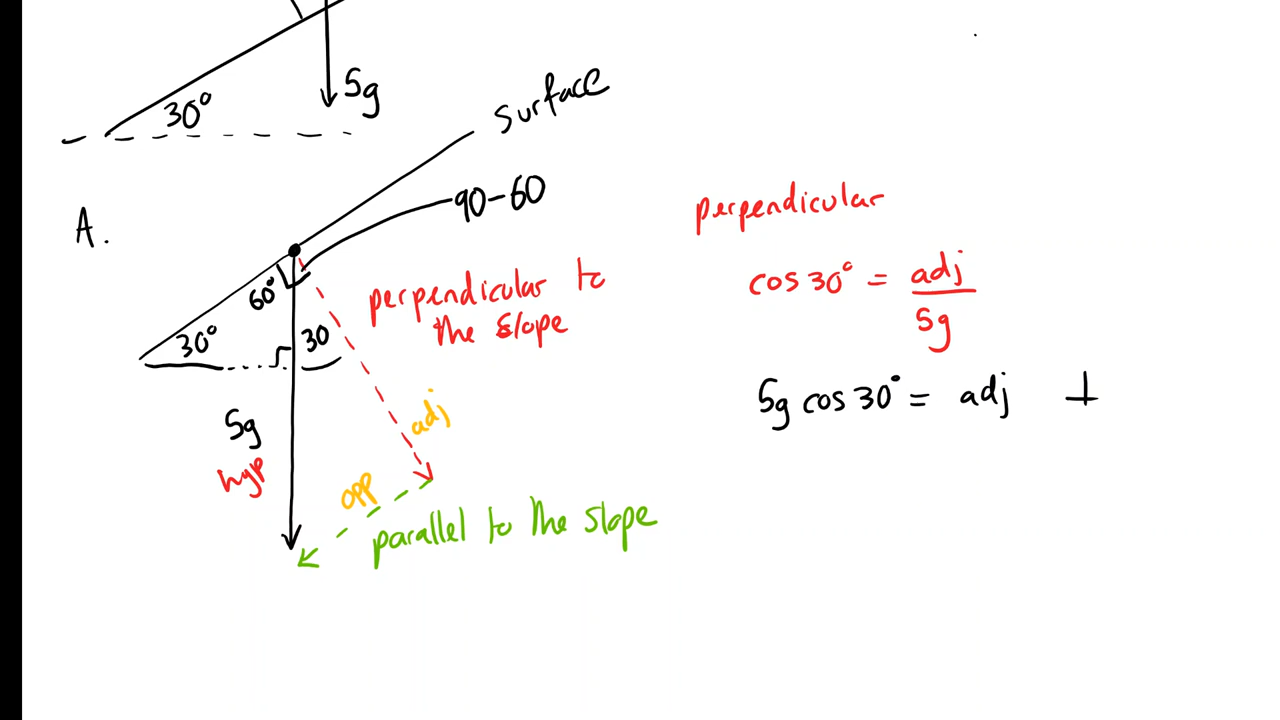 5g
30°
surface
90-60
A.
perpendicular
60°
perpendicular to
the slope
cos 30° = adj/5g
30°
30
5g cos 30° = adj ⊥
5g
hyp
adj
opp
parallel to the slope